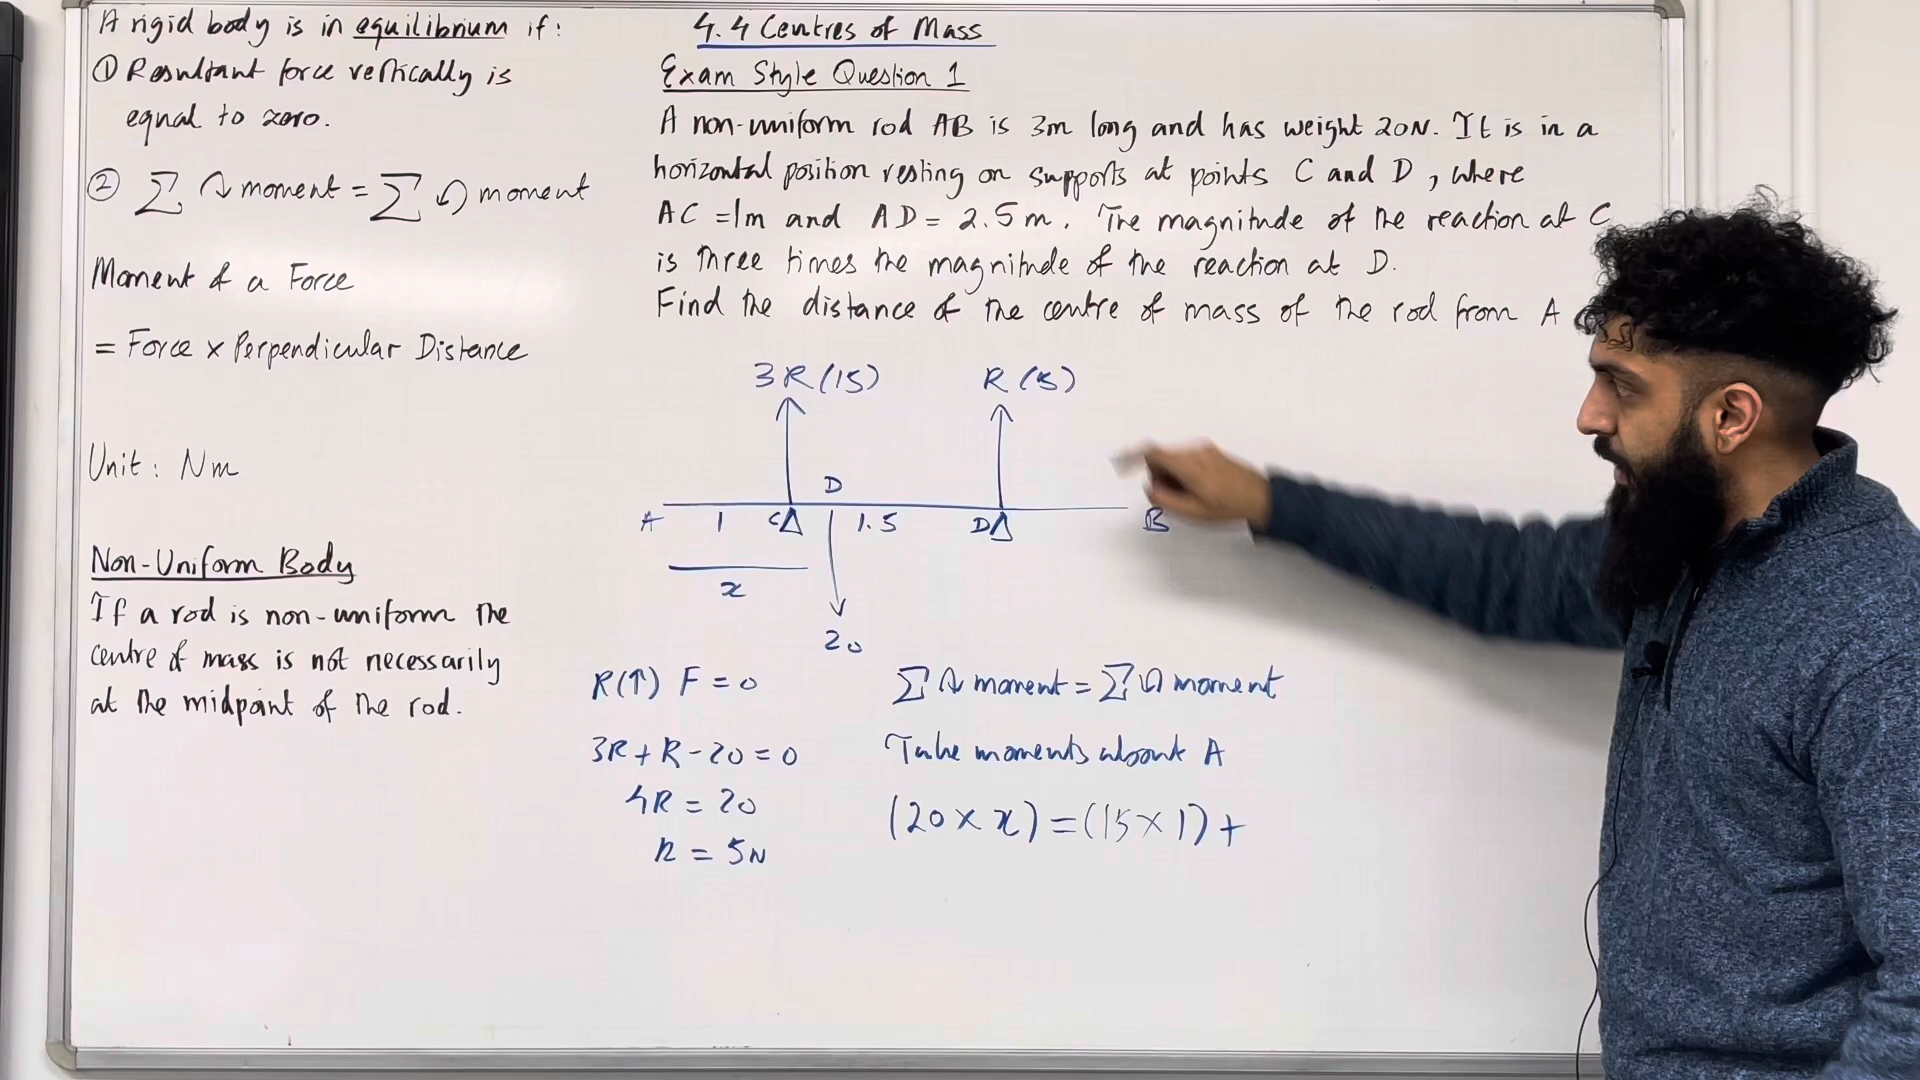 A rigid body is in equilibrium if:
① Resultant force vertically is
equal to zero.
② ∑ ↻ moment = ∑ ↺ moment
Moment of a Force
= Force × Perpendicular Distance
Unit: Nm
Non-Uniform Body
If a rod is non-uniform the
centre of mass is not necessarily
at the midpoint of the rod.
4.4 Centres of Mass
Exam Style Question 1
A non-uniform rod AB is 3m long and has weight 20N. It is in a
horizontal position resting on supports at points C and D, where
AC = 1m and AD = 2.5m. The magnitude of the reaction at C
is three times the magnitude of the reaction at D.
Find the distance of the centre of mass of the rod from A
3R (15) R (5)
D
A 1 C 1.5 D B
x
20
R(↑) F = 0
3R + R - 20 = 0
4R = 20
R = 5N
∑ ↻ moment = ∑ ↺ moment
Take moments about A
(20 × x) = (15 × 1) +